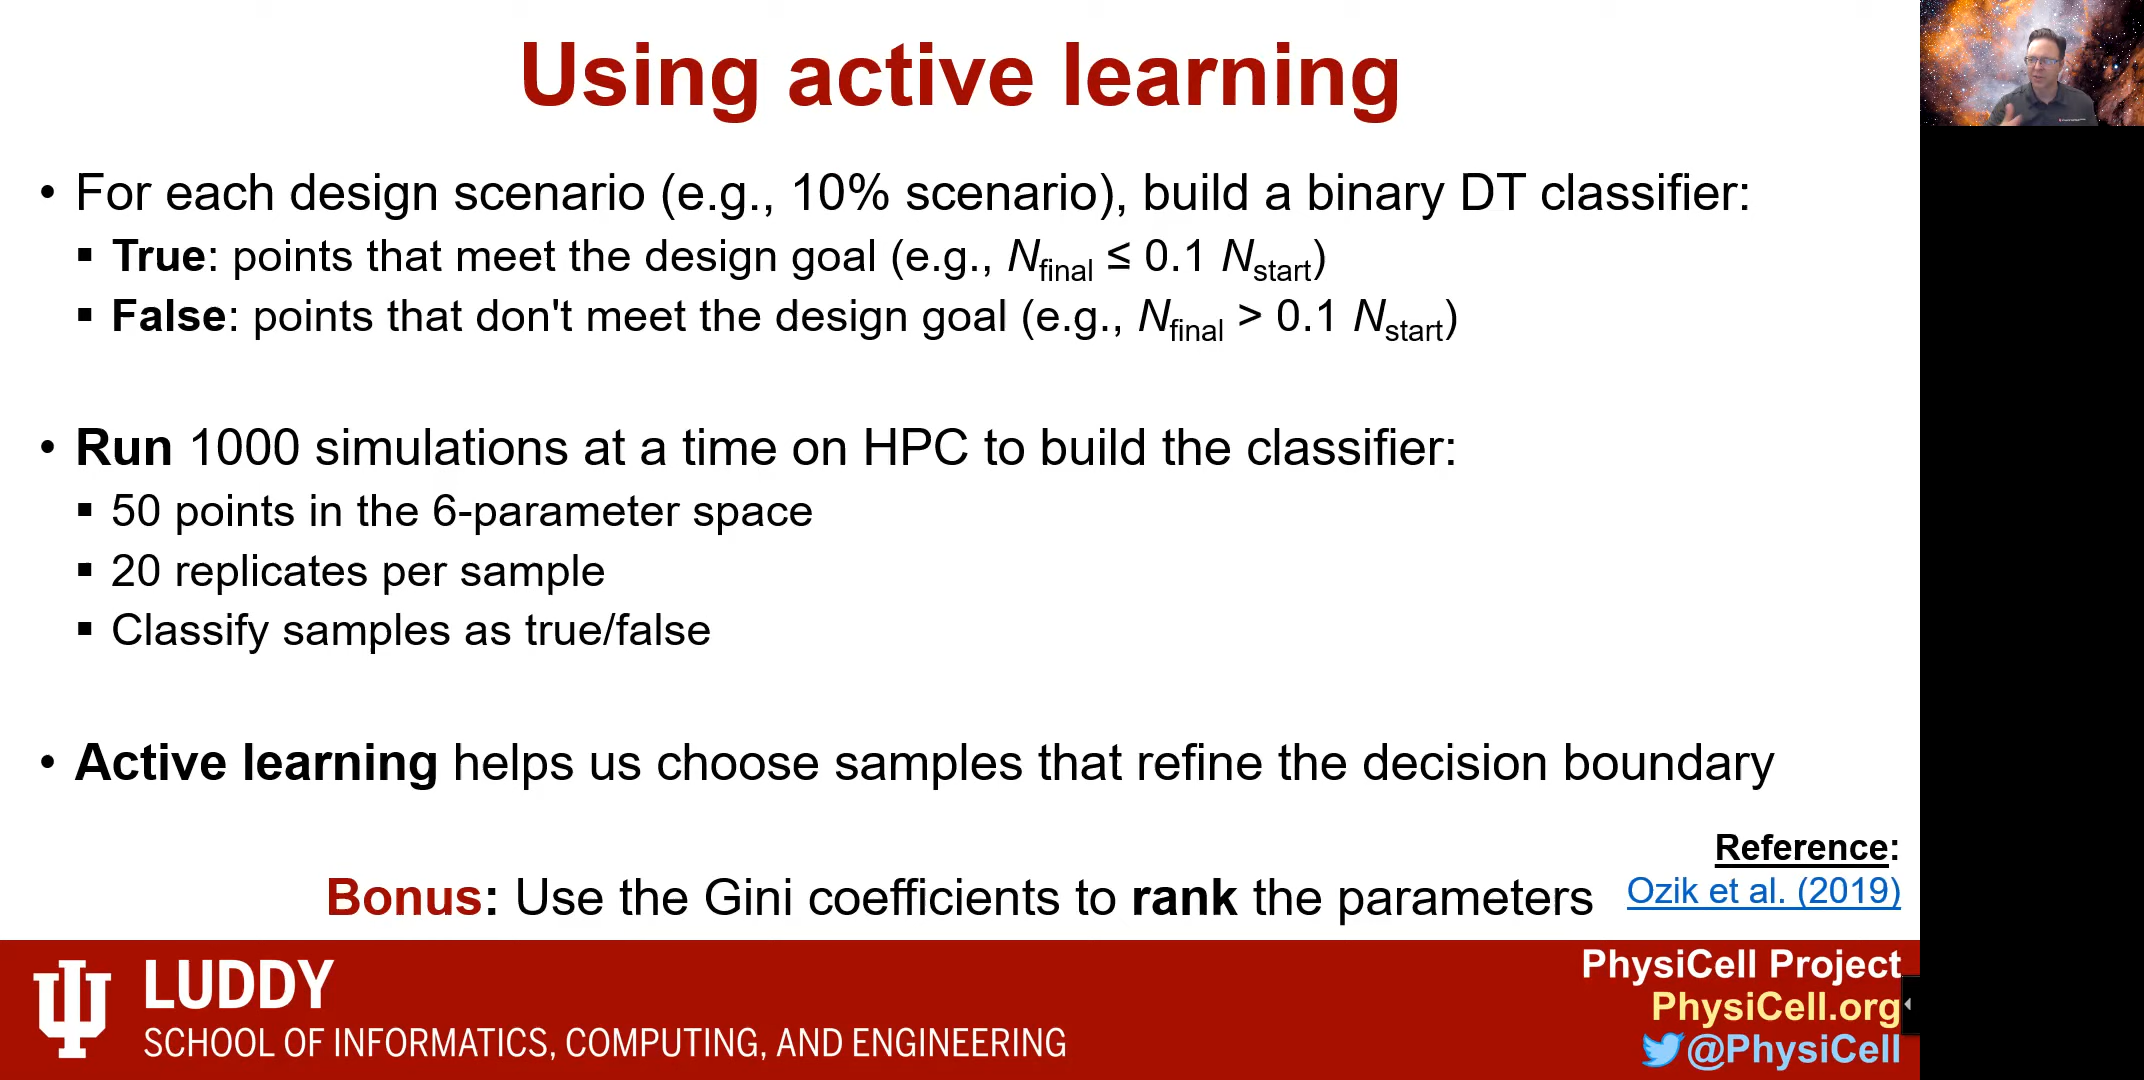 Using active learning
• For each design scenario (e.g., 10% scenario), build a binary DT classifier:
▪ True: points that meet the design goal (e.g., Nfinal ≤ 0.1 Nstart)
▪ False: points that don't meet the design goal (e.g., Nfinal > 0.1 Nstart)
• Run 1000 simulations at a time on HPC to build the classifier:
▪ 50 points in the 6-parameter space
▪ 20 replicates per sample
▪ Classify samples as true/false
• Active learning helps us choose samples that refine the decision boundary
Reference:
Ozik et al. (2019)
Bonus: Use the Gini coefficients to rank the parameters
LUDDY
SCHOOL OF INFORMATICS, COMPUTING, AND ENGINEERING
PhysiCell Project
PhysiCell.org
@PhysiCell